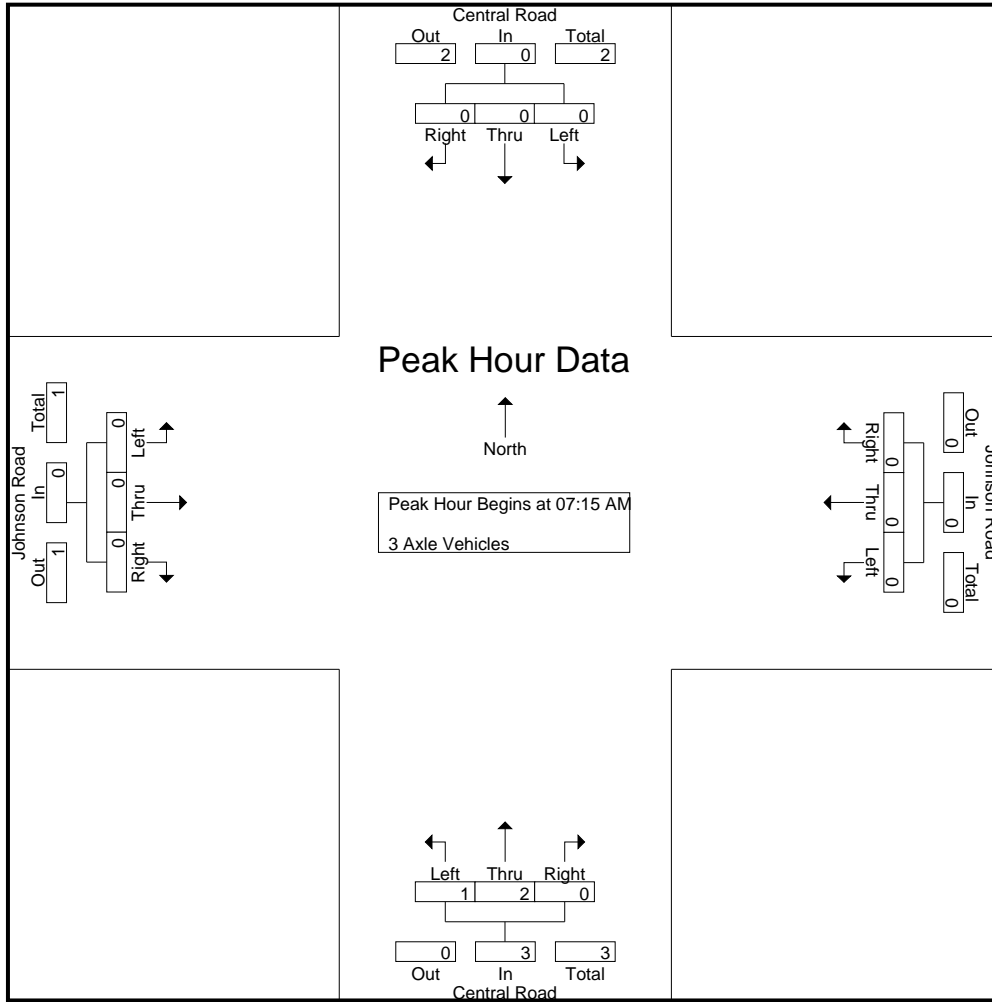 Central Road
Out In Total
2 0 2
0 0 0
Right Thru Left
Peak Hour Data
North
Peak Hour Begins at 07:15 AM
3 Axle Vehicles
Johnson Road
Out In Total
1 0 1
0 0 0
Right Thru Left
Johnson Road
Out In Total
0 0 0
0 0 0
Right Thru Left
Left Thru Right
1 2 0
0 3 3
Out In Total
Central Road